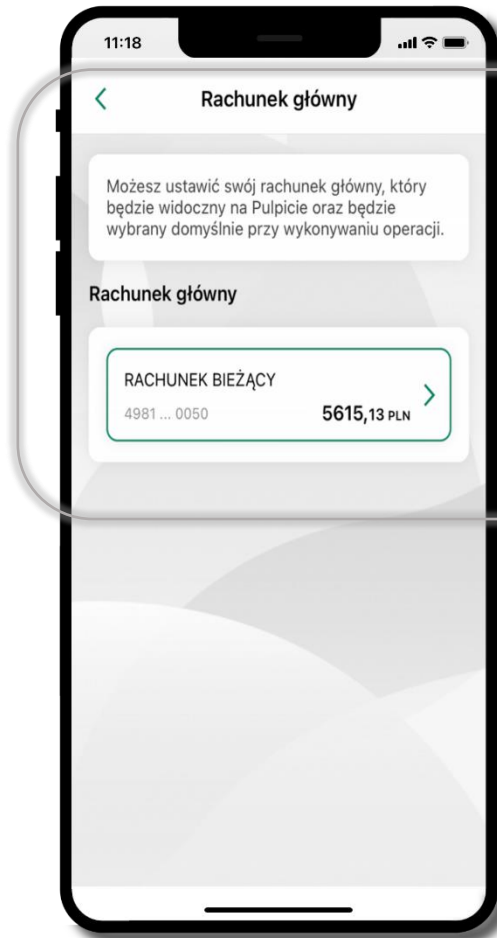 11:18
Rachunek główny
Możesz ustawić swój rachunek główny, który
będzie widoczny na Pulpicie oraz będzie
wybrany domyślnie przy wykonywaniu operacji.
Rachunek główny
RACHUNEK BIEŻĄCY
4981 ... 0050 5615,13 PLN